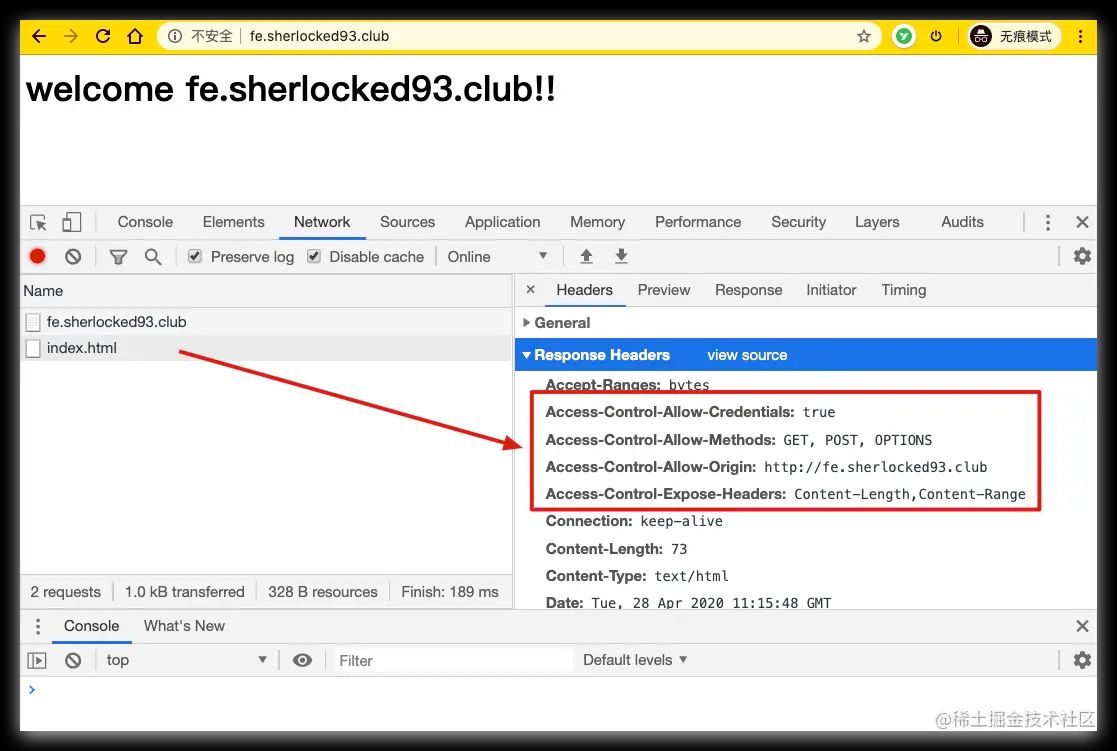 不安全 fe.sherlocked93.club 无痕模式
welcome fe.sherlocked93.club!!
Console Elements Network Sources Application Memory Performance Security Layers Audits
Preserve log Disable cache Online
Name
Headers Preview Response Initiator Timing
fe.sherlocked93.club
index.html
General
Response Headers view source
Accept-Ranges: bytes
Access-Control-Allow-Credentials: true
Access-Control-Allow-Methods: GET, POST, OPTIONS
Access-Control-Allow-Origin: http://fe.sherlocked93.club
Access-Control-Expose-Headers: Content-Length,Content-Range
Connection: keep-alive
Content-Length: 73
Content-Type: text/html
Date: Tue, 28 Apr 2020 11:15:48 GMT
2 requests 1.0 kB transferred 328 B resources Finish: 189 ms
Console What's New
top Filter Default levels
@稀土掘金技术社区